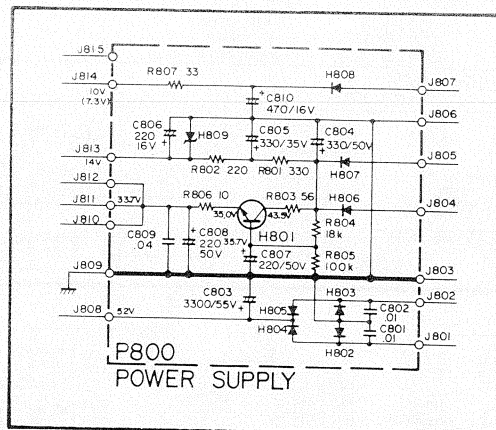 J815
J814
10V
(7.3V)
R807 33
H808
J807
C810
470/16V
J806
C806
220
16V
H809
C805
330/35V
C804
330/50V
J813
14V
R802 220
R801 330
H807
J805
J812
J811
33.7V
J810
R806 10
35.0V
R803 56
43.5V
H806
J804
H801
R804
18k
C809
.04
C808
220
50V
35.7V
C807
220/50V
R805
100k
J809
J803
C803
3300/55V
H805
H803
C802
.01
J802
J808
52V
H804
H802
C801
.01
J801
P800
POWER SUPPLY